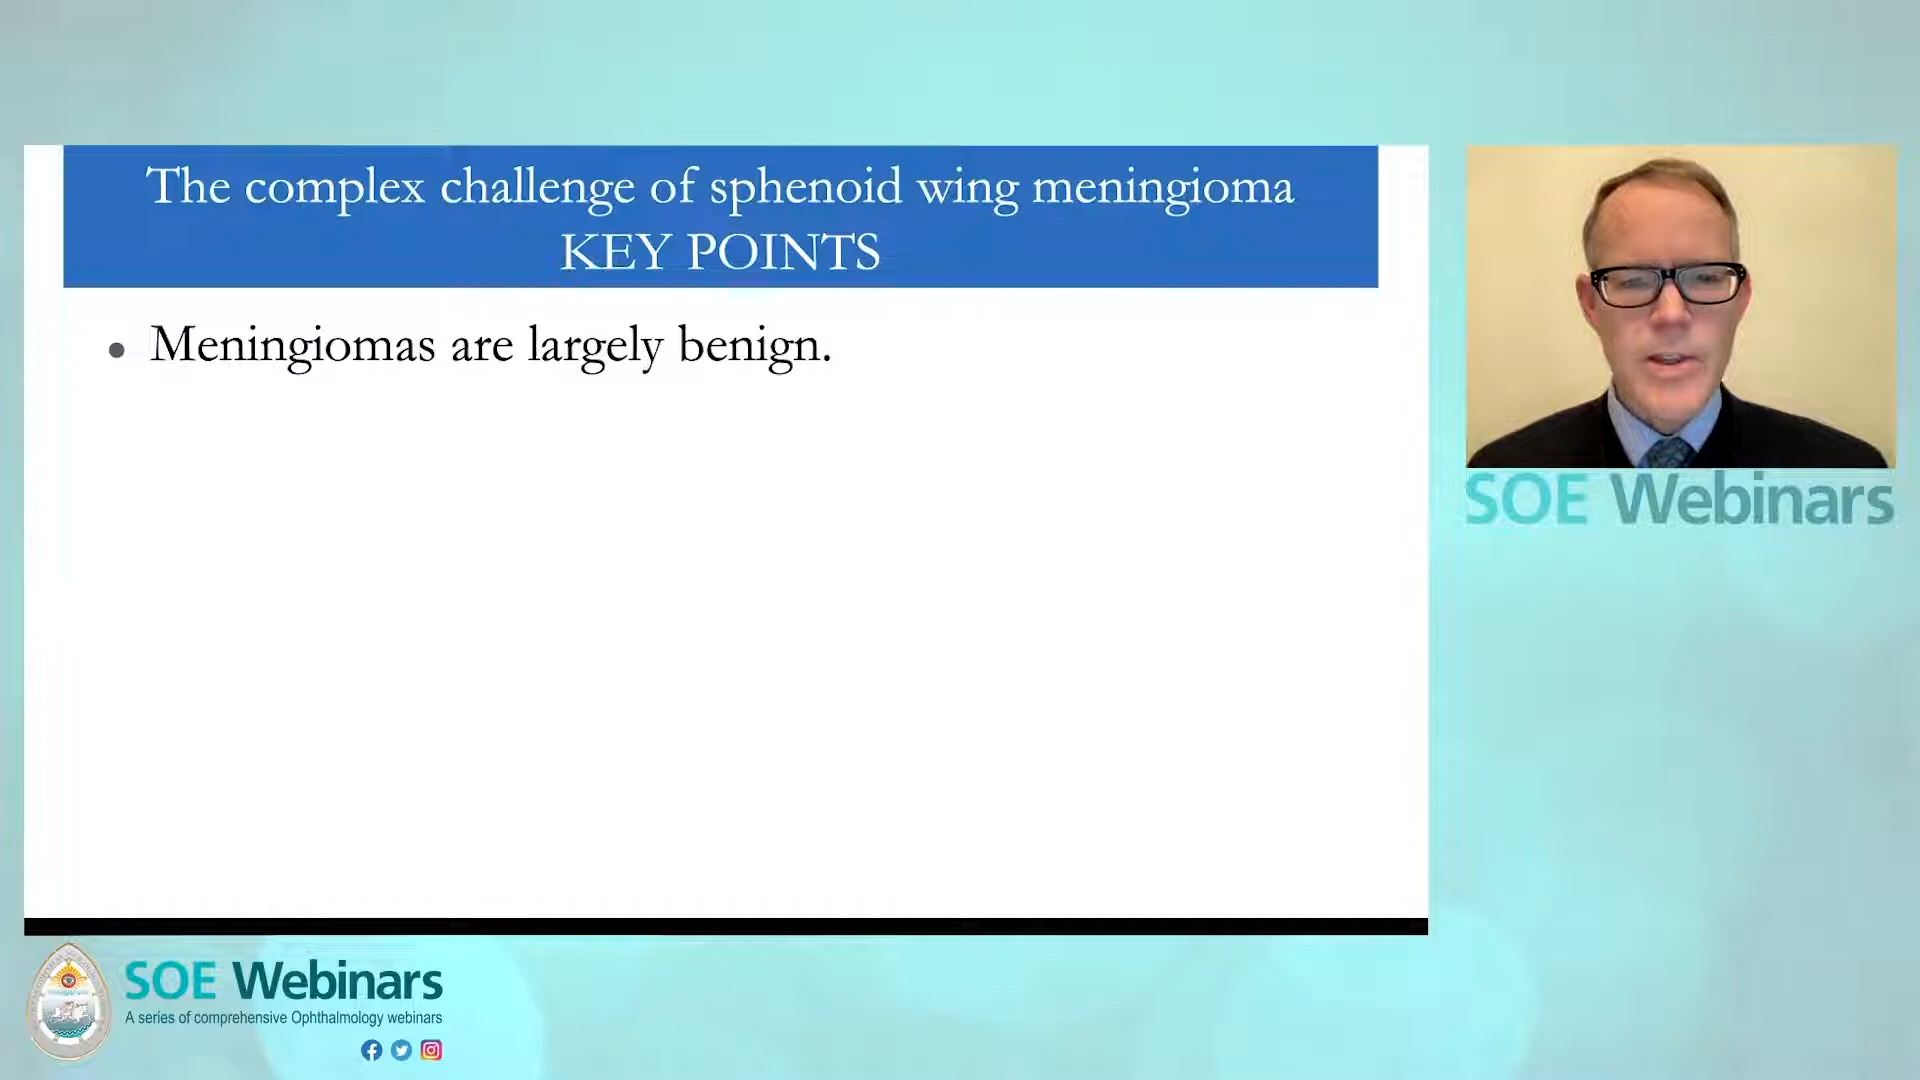 The complex challenge of sphenoid wing meningioma
KEY POINTS
• Meningiomas are largely benign.
SOE Webinars
SOE Webinars
A series of comprehensive Ophthalmology webinars